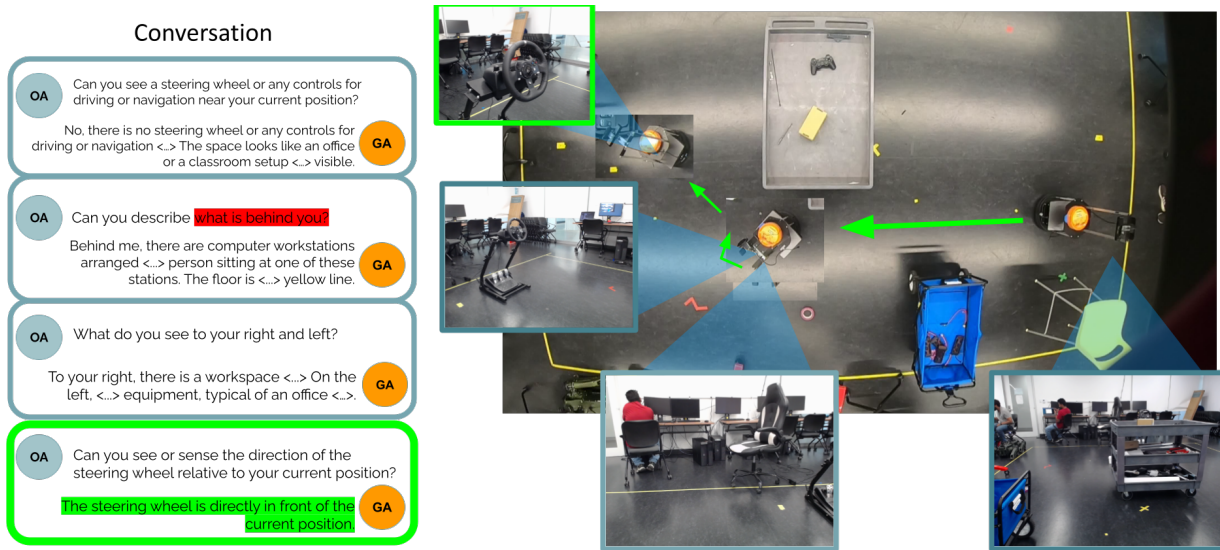 Conversation
OA
Can you see a steering wheel or any controls for
driving or navigation near your current position?
No, there is no steering wheel or any controls for
driving or navigation <...> The space looks like an office
or a classroom setup <...> visible.
GA
OA
Can you describe what is behind you?
Behind me, there are computer workstations
arranged <...> person sitting at one of these
stations. The floor is <...> yellow line.
GA
OA
What do you see to your right and left?
To your right, there is a workspace <...> On the
left, <...> equipment, typical of an office <...>.
GA
OA
Can you see or sense the direction of the
steering wheel relative to your current position?
The steering wheel is directly in front of the
current position.
GA